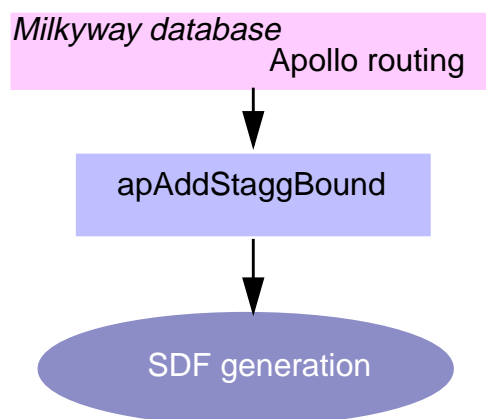 Milkyway database
Apollo routing
apAddStaggBound
SDF generation